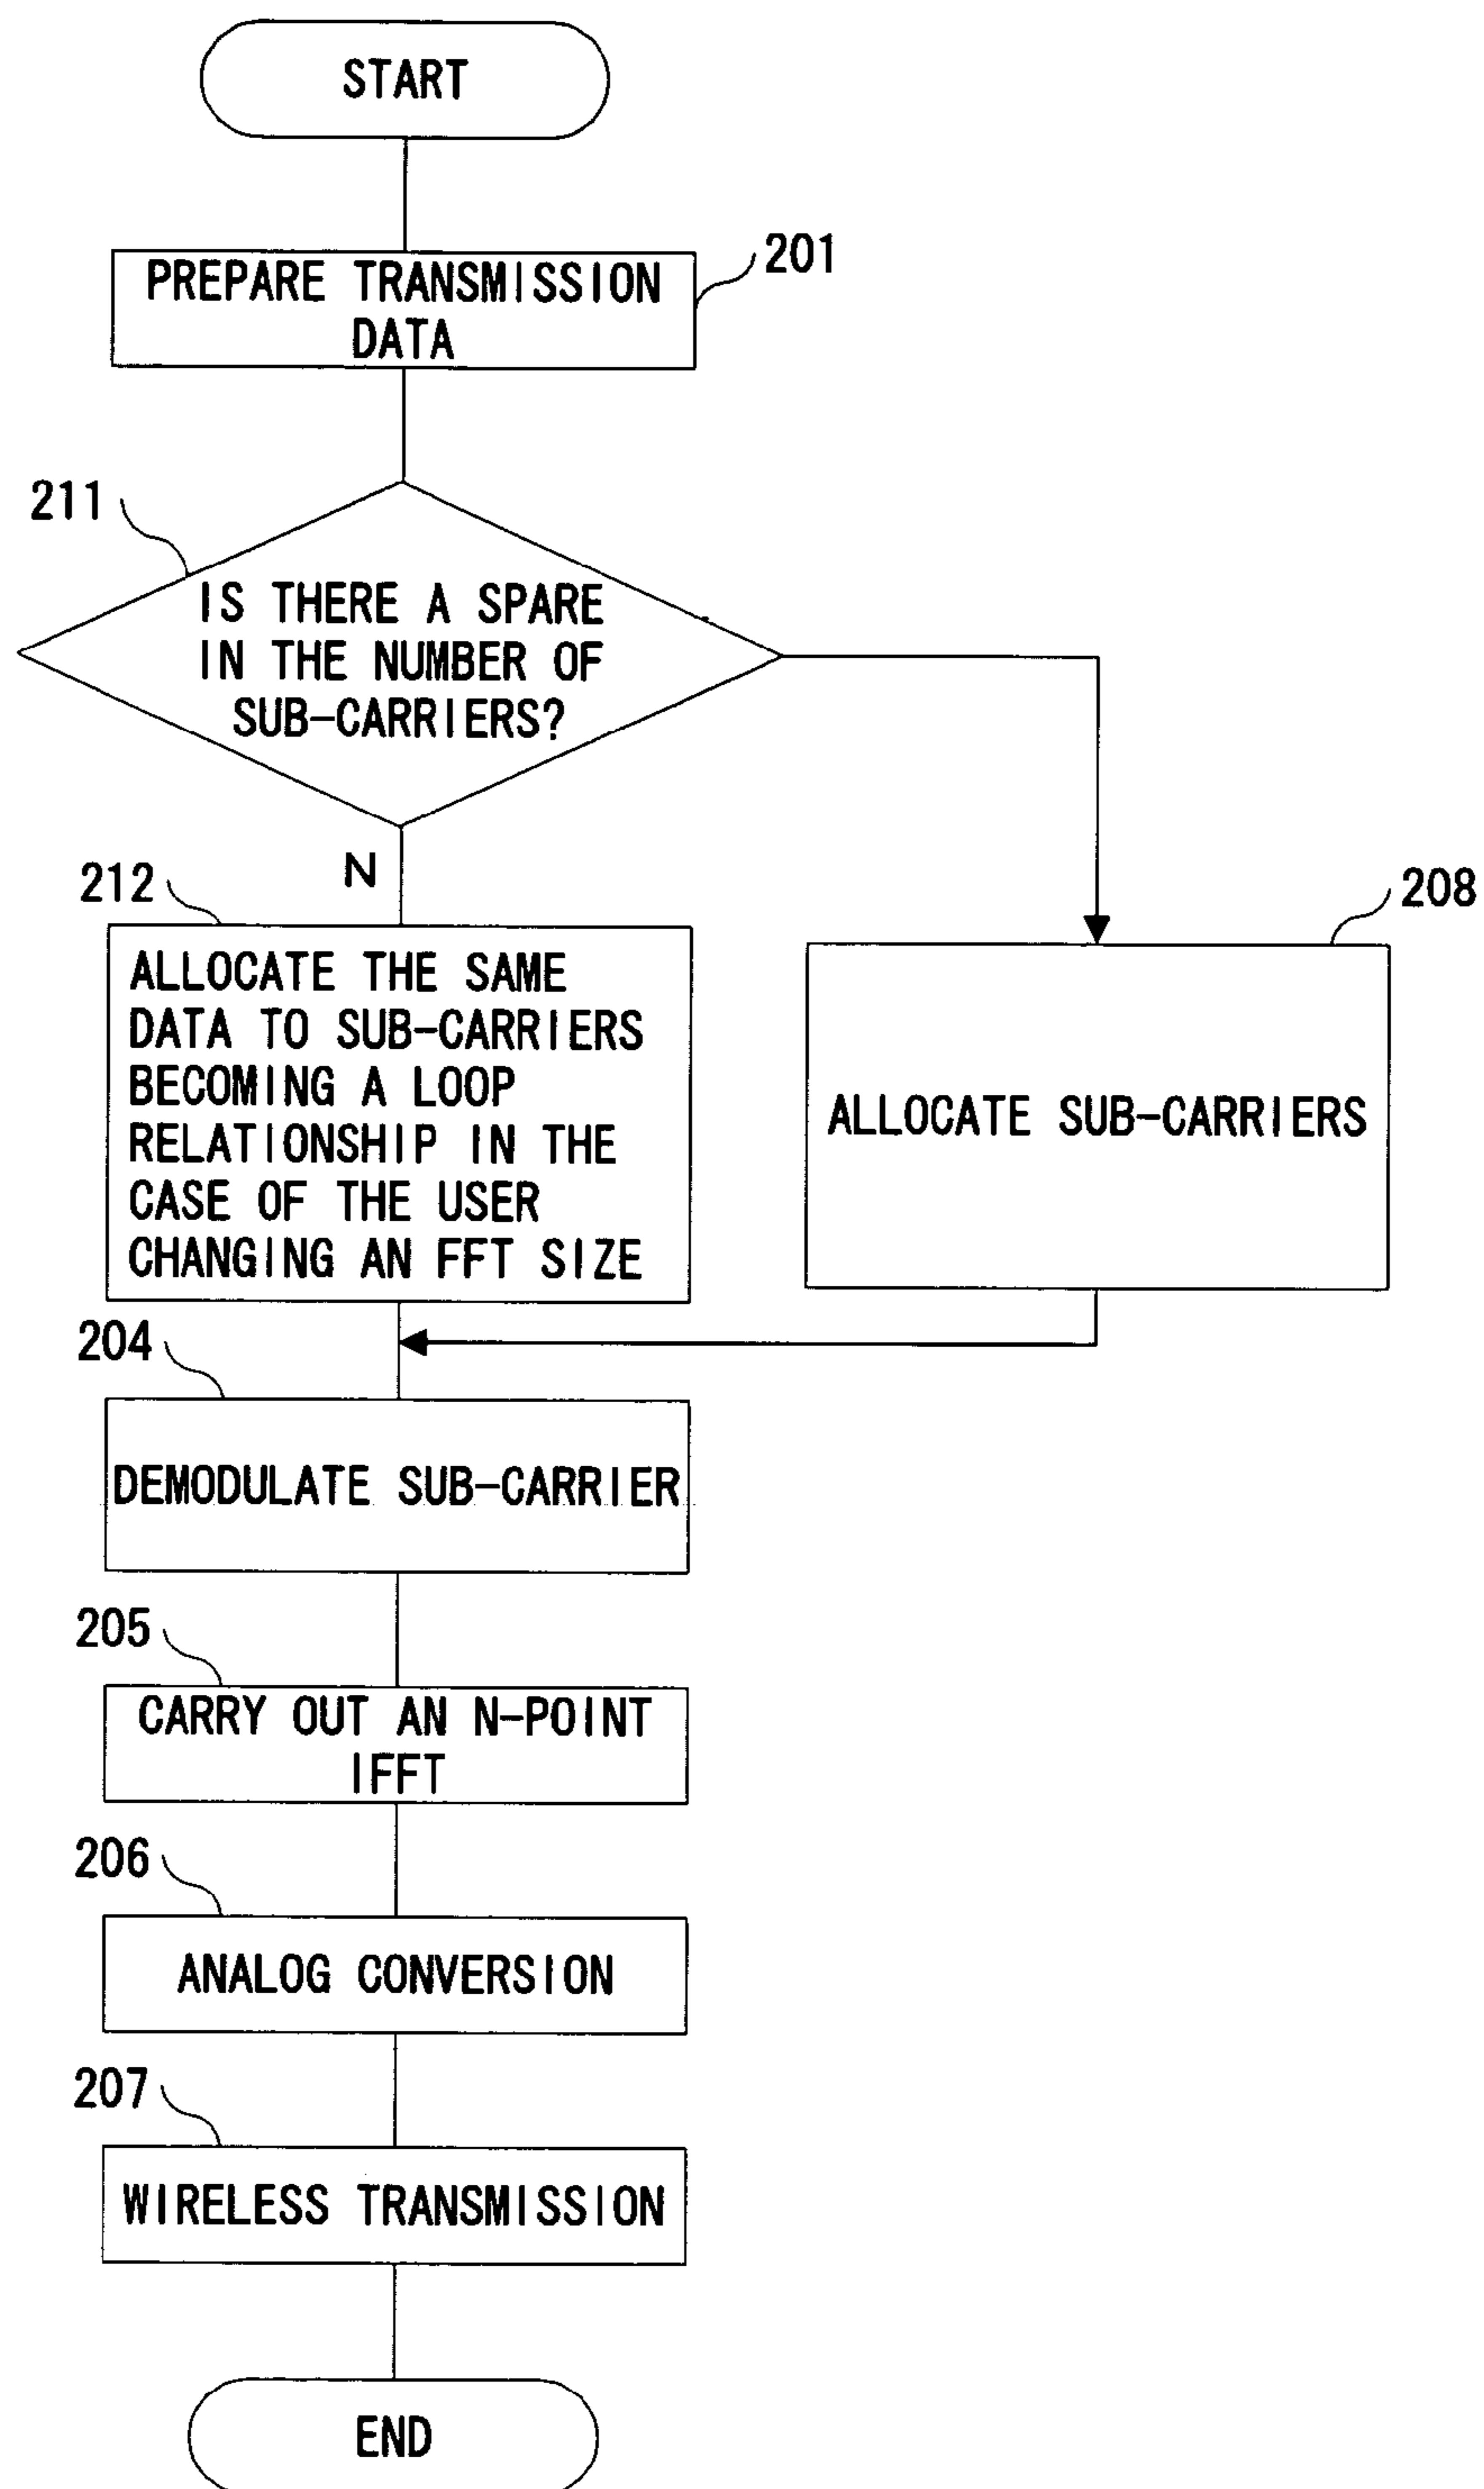 START
201
PREPARE TRANSMISSION
DATA
211
IS THERE A SPARE
IN THE NUMBER OF
SUB-CARRIERS?
N
212
ALLOCATE THE SAME
DATA TO SUB-CARRIERS
BECOMING A LOOP
RELATIONSHIP IN THE
CASE OF THE USER
CHANGING AN FFT SIZE
208
ALLOCATE SUB-CARRIERS
204
DEMODULATE SUB-CARRIER
205
CARRY OUT AN N-POINT
IFFT
206
ANALOG CONVERSION
207
WIRELESS TRANSMISSION
END